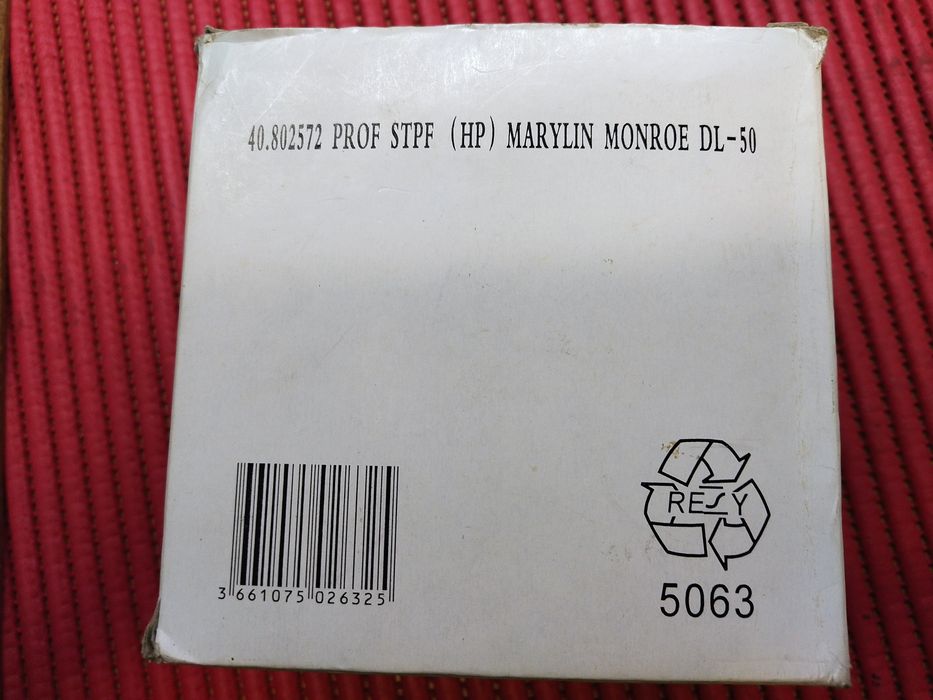 40.802572 PROF STPF (HP) MARYLIN MONROE DL-50
3 661075 026325
RESY
5063